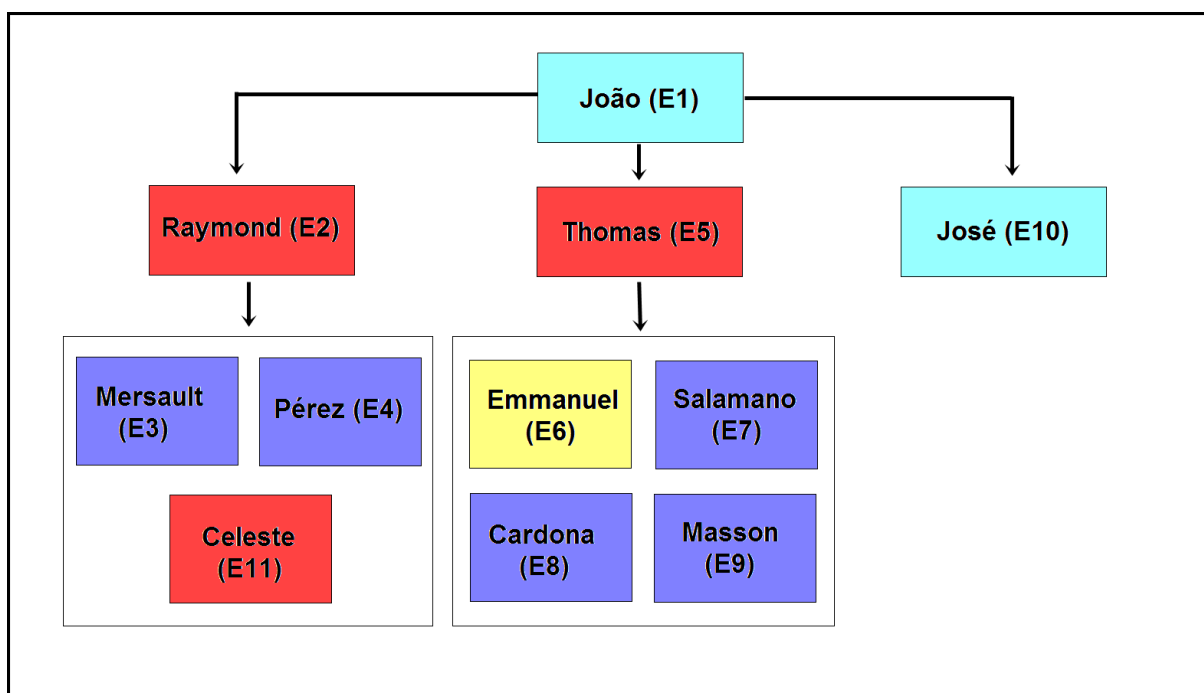 João (E1)
Raymond (E2)
Thomas (E5)
José (E10)
Mersault
(E3)
Pérez (E4)
Celeste
(E11)
Emmanuel
(E6)
Salamano
(E7)
Cardona
(E8)
Masson
(E9)